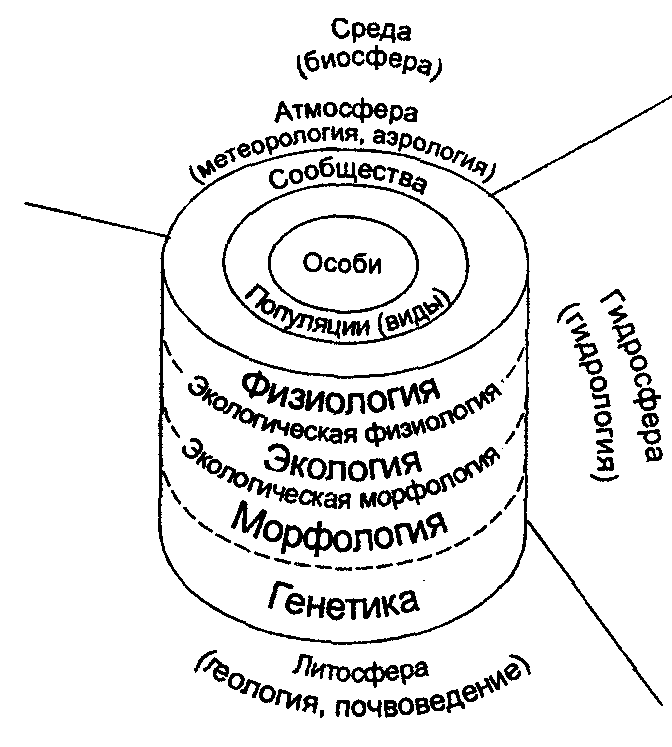 Среда
(биосфера)
Атмосфера
(метеорология, аэрология)
Сообщества
Особи
Популяции (виды)
Гидросфера
(гидрология)
Физиология
Экологическая физиология
Экология
Экологическая морфология
Морфология
Генетика
Литосфера
(геология, почвоведение)